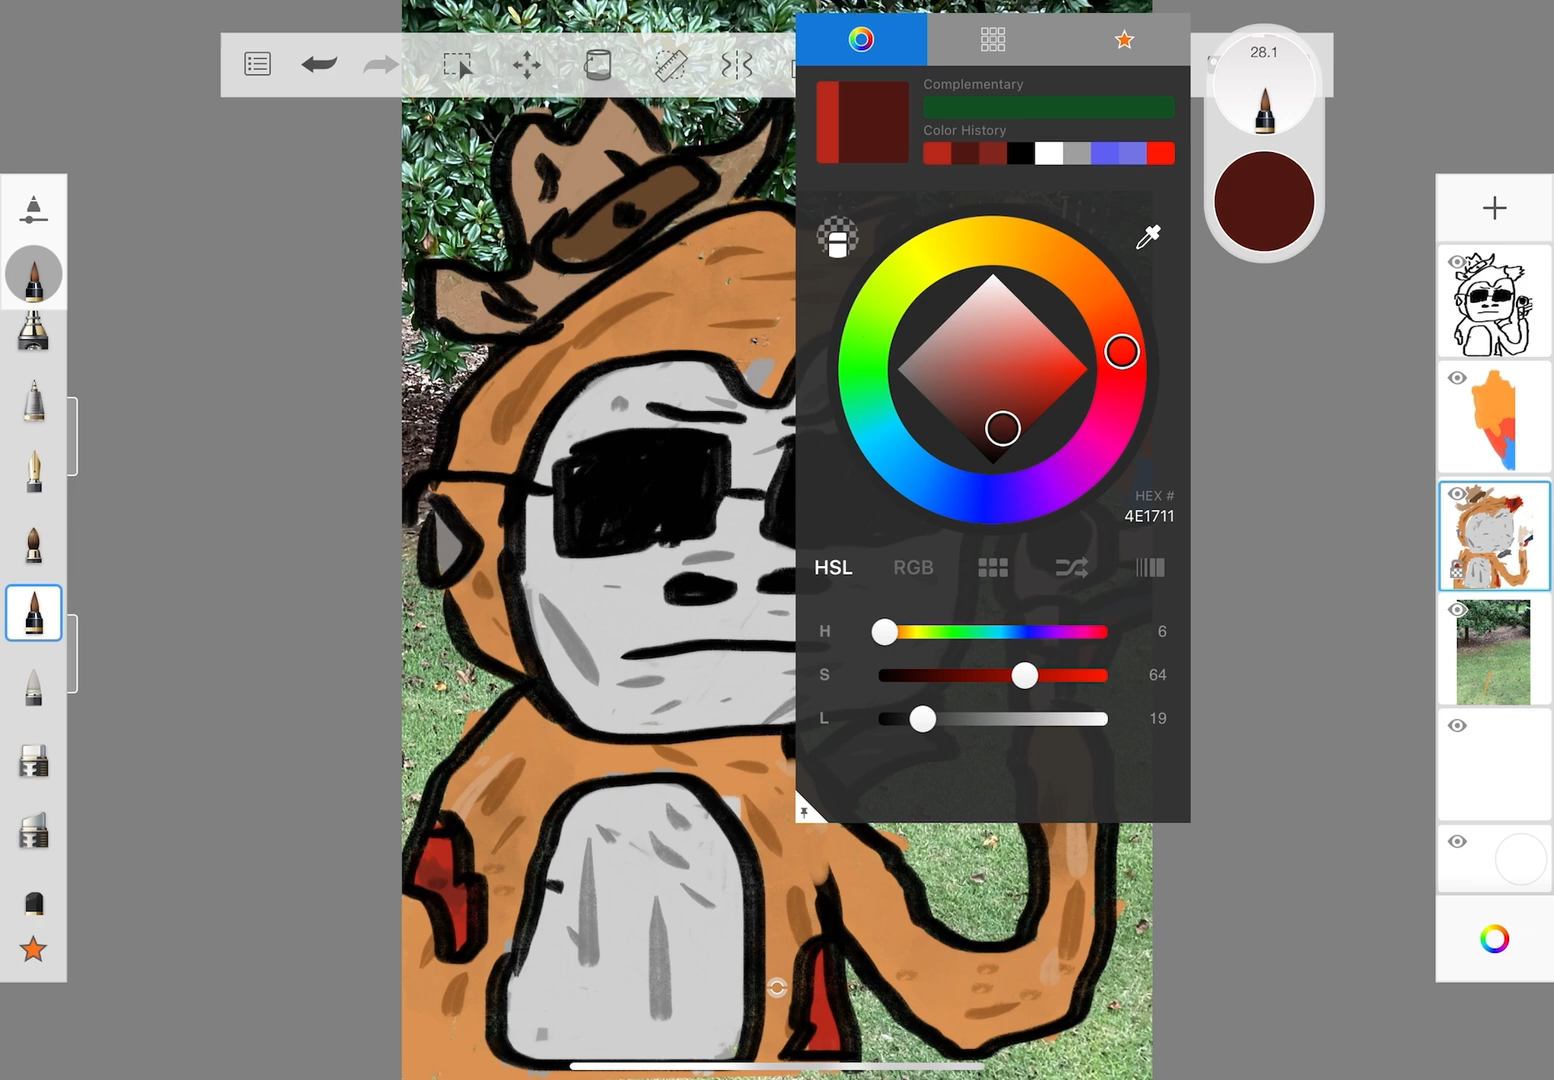 28.1
Complementary
Color History
HEX #
4E1711
HSL RGB
H 6
S 64
L 19